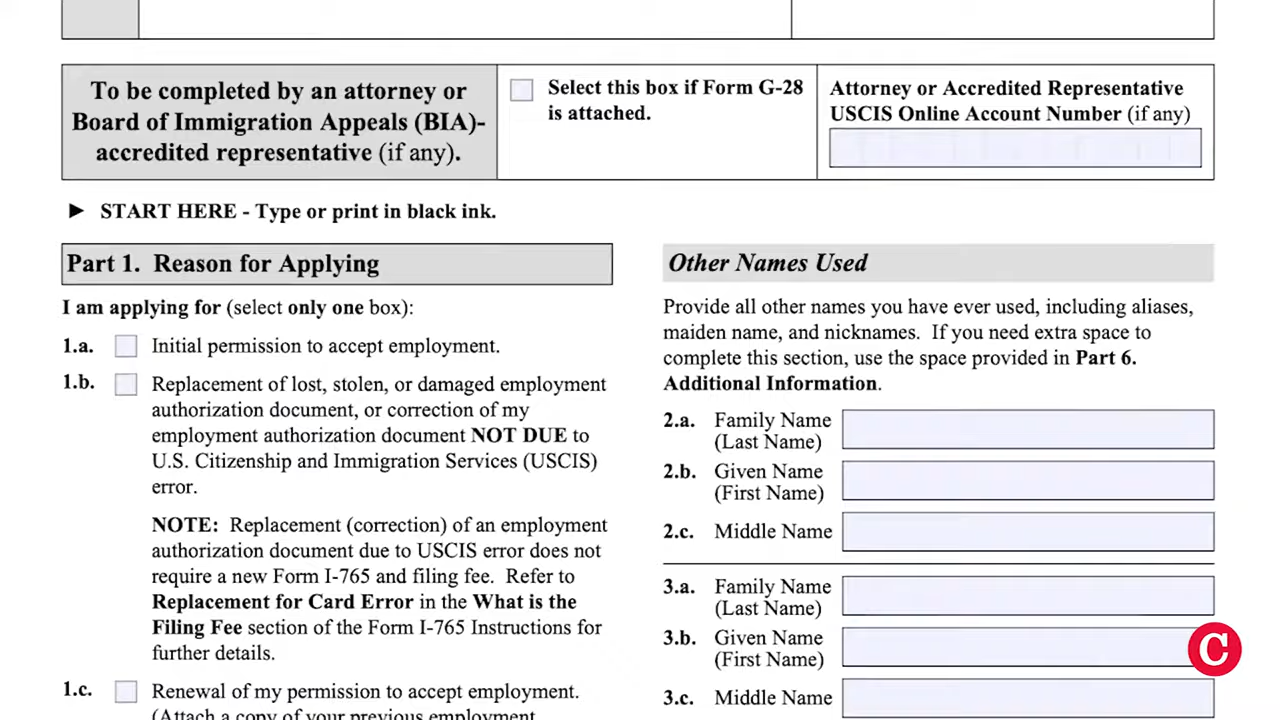 To be completed by an attorney or
Board of Immigration Appeals (BIA)-
accredited representative (if any).
Select this box if Form G-28
is attached.
Attorney or Accredited Representative
USCIS Online Account Number (if any)
► START HERE - Type or print in black ink.
Part 1. Reason for Applying
I am applying for (select only one box):
1.a. Initial permission to accept employment.
1.b. Replacement of lost, stolen, or damaged employment
authorization document, or correction of my
employment authorization document NOT DUE to
U.S. Citizenship and Immigration Services (USCIS)
error.
NOTE: Replacement (correction) of an employment
authorization document due to USCIS error does not
require a new Form I-765 and filing fee. Refer to
Replacement for Card Error in the What is the
Filing Fee section of the Form I-765 Instructions for
further details.
1.c. Renewal of my permission to accept employment.
(Attach a copy of your previous employment
Other Names Used
Provide all other names you have ever used, including aliases,
maiden name, and nicknames. If you need extra space to
complete this section, use the space provided in Part 6.
Additional Information.
2.a. Family Name
(Last Name)
2.b. Given Name
(First Name)
2.c. Middle Name
3.a. Family Name
(Last Name)
3.b. Given Name
(First Name)
3.c. Middle Name
C